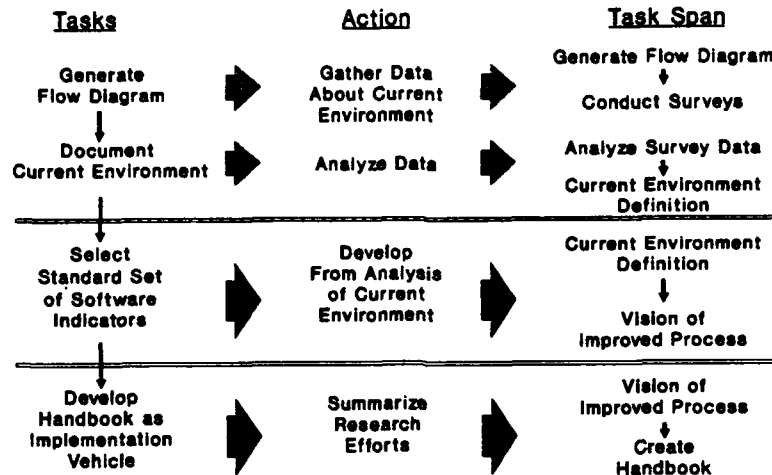 Tasks
Action
Task Span
Generate
Flow Diagram
Gather Data
About Current
Environment
Generate Flow Diagram
Conduct Surveys
Document
Current Environment
Analyze Data
Analyze Survey Data
Current Environment
Definition
Select
Standard Set
of Software
Indicators
Develop
From Analysis
of Current
Environment
Current Environment
Definition
Vision of
Improved Process
Develop
Handbook as
Implementation
Vehicle
Summarize
Research
Efforts
Vision of
Improved Process
Create
Handbook